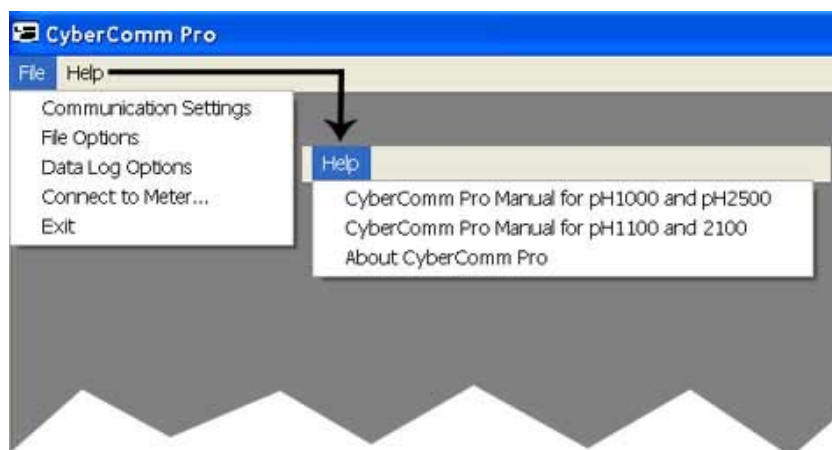 CyberComm Pro
File Help
Communication Settings
File Options
Data Log Options
Connect to Meter...
Exit
Help
CyberComm Pro Manual for pH1000 and pH2500
CyberComm Pro Manual for pH1100 and 2100
About CyberComm Pro